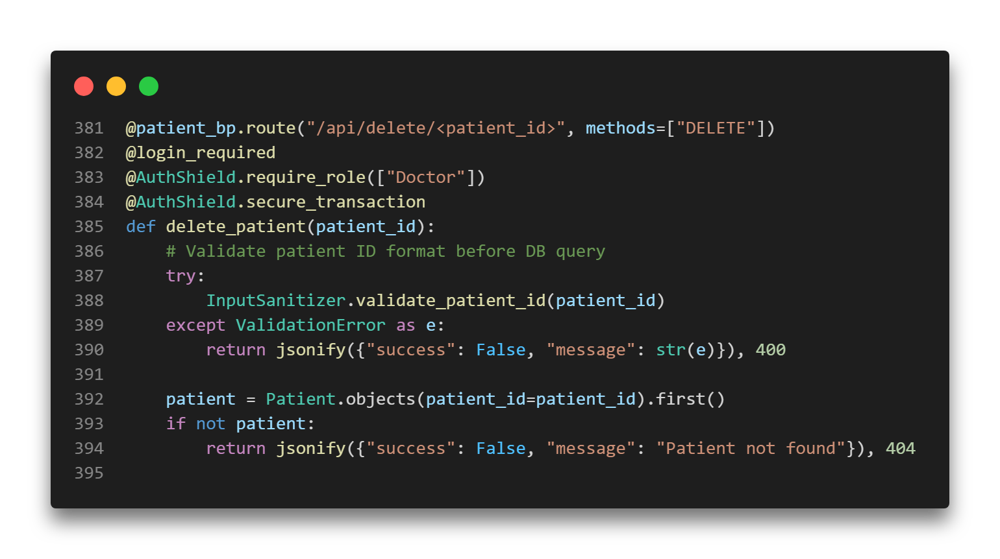 381 @patient_bp.route("/api/delete/<patient_id>", methods=["DELETE"])
382 @login_required
383 @AuthShield.require_role(["Doctor"])
384 @AuthShield.secure_transaction
385 def delete_patient(patient_id):
386     # Validate patient ID format before DB query
387     try:
388         InputSanitizer.validate_patient_id(patient_id)
389     except ValidationError as e:
390         return jsonify({"success": False, "message": str(e)}), 400
391
392     patient = Patient.objects(patient_id=patient_id).first()
393     if not patient:
394         return jsonify({"success": False, "message": "Patient not found"}), 404
395